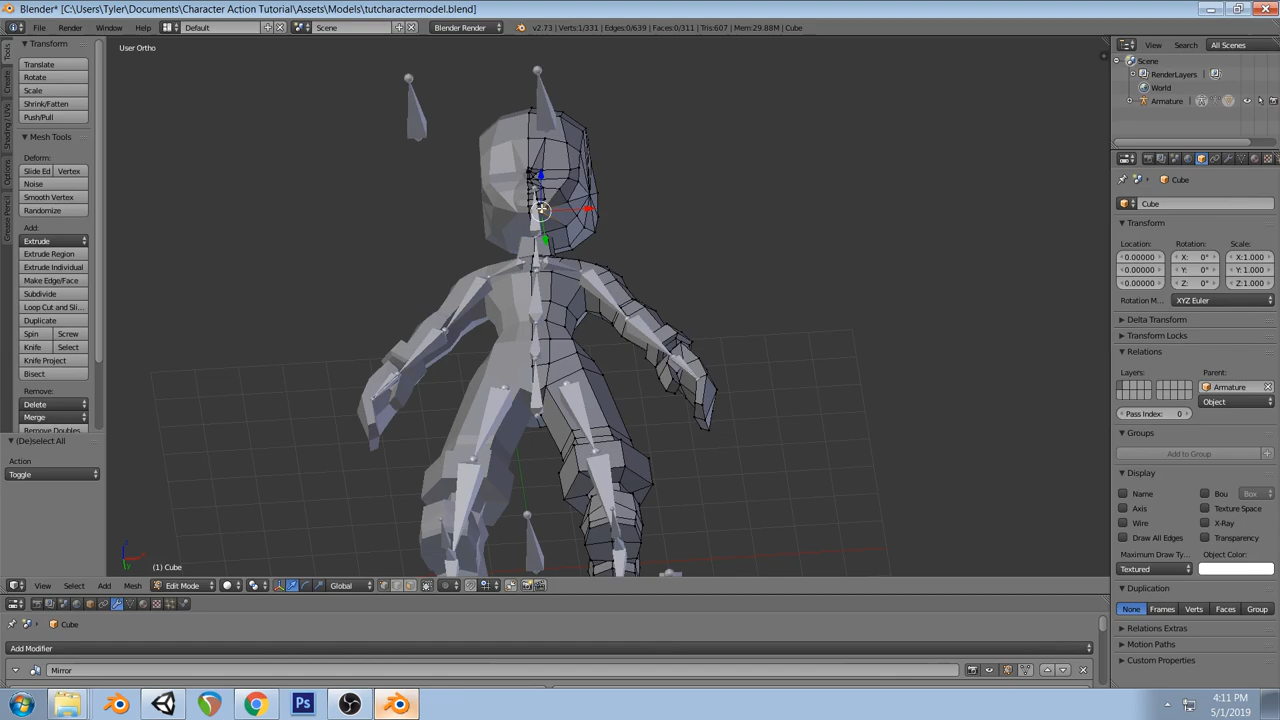 Blender* [C:\Users\Tyler\Documents\Character Action Tutorial\Assets\Models\tutcharactermodel.blend]
File Render Window Help Default Scene Blender Render v2.73 | Verts:1/331 | Edges:0/639 | Faces:0/311 | Tris:607 | Mem:29.88M | Cube
Transform
Translate
Rotate
Scale
Shrink/Fatten
Push/Pull
Mesh Tools
Deform:
Slide Ed Vertex
Noise
Smooth Vertex
Randomize
Add:
Extrude
Extrude Region
Extrude Individual
Make Edge/Face
Subdivide
Loop Cut and Sli...
Duplicate
Spin Screw
Knife Select
Knife Project
Bisect
Remove:
Delete
Merge
Remove Doubles
(De)select All
Action
Toggle
Tools
Create
Shading / UVs
Options
Grease Pencil
User Ortho
(1) Cube
View Select Add Mesh Edit Mode Global
Cube
Add Modifier
Mirror
View Search All Scenes
Scene
RenderLayers
World
Armature
Cube
Cube
Transform
Location: Rotation: Scale:
0.00000 X: 0° X:1.000
0.00000 Y: 0° Y:1.000
0.00000 Z: 0° Z:1.000
Rotation M... XYZ Euler
Delta Transform
Transform Locks
Relations
Layers: Parent:
Armature
Object
Pass Index: 0
Groups
Add to Group
Display
Name Bou Box
Axis Texture Space
Wire X-Ray
Draw All Edges Transparency
Maximum Draw Ty... Object Color:
Textured
Duplication
None Frames Verts Faces Group
Relations Extras
Motion Paths
Custom Properties
Ps
4:11 PM
5/1/2019